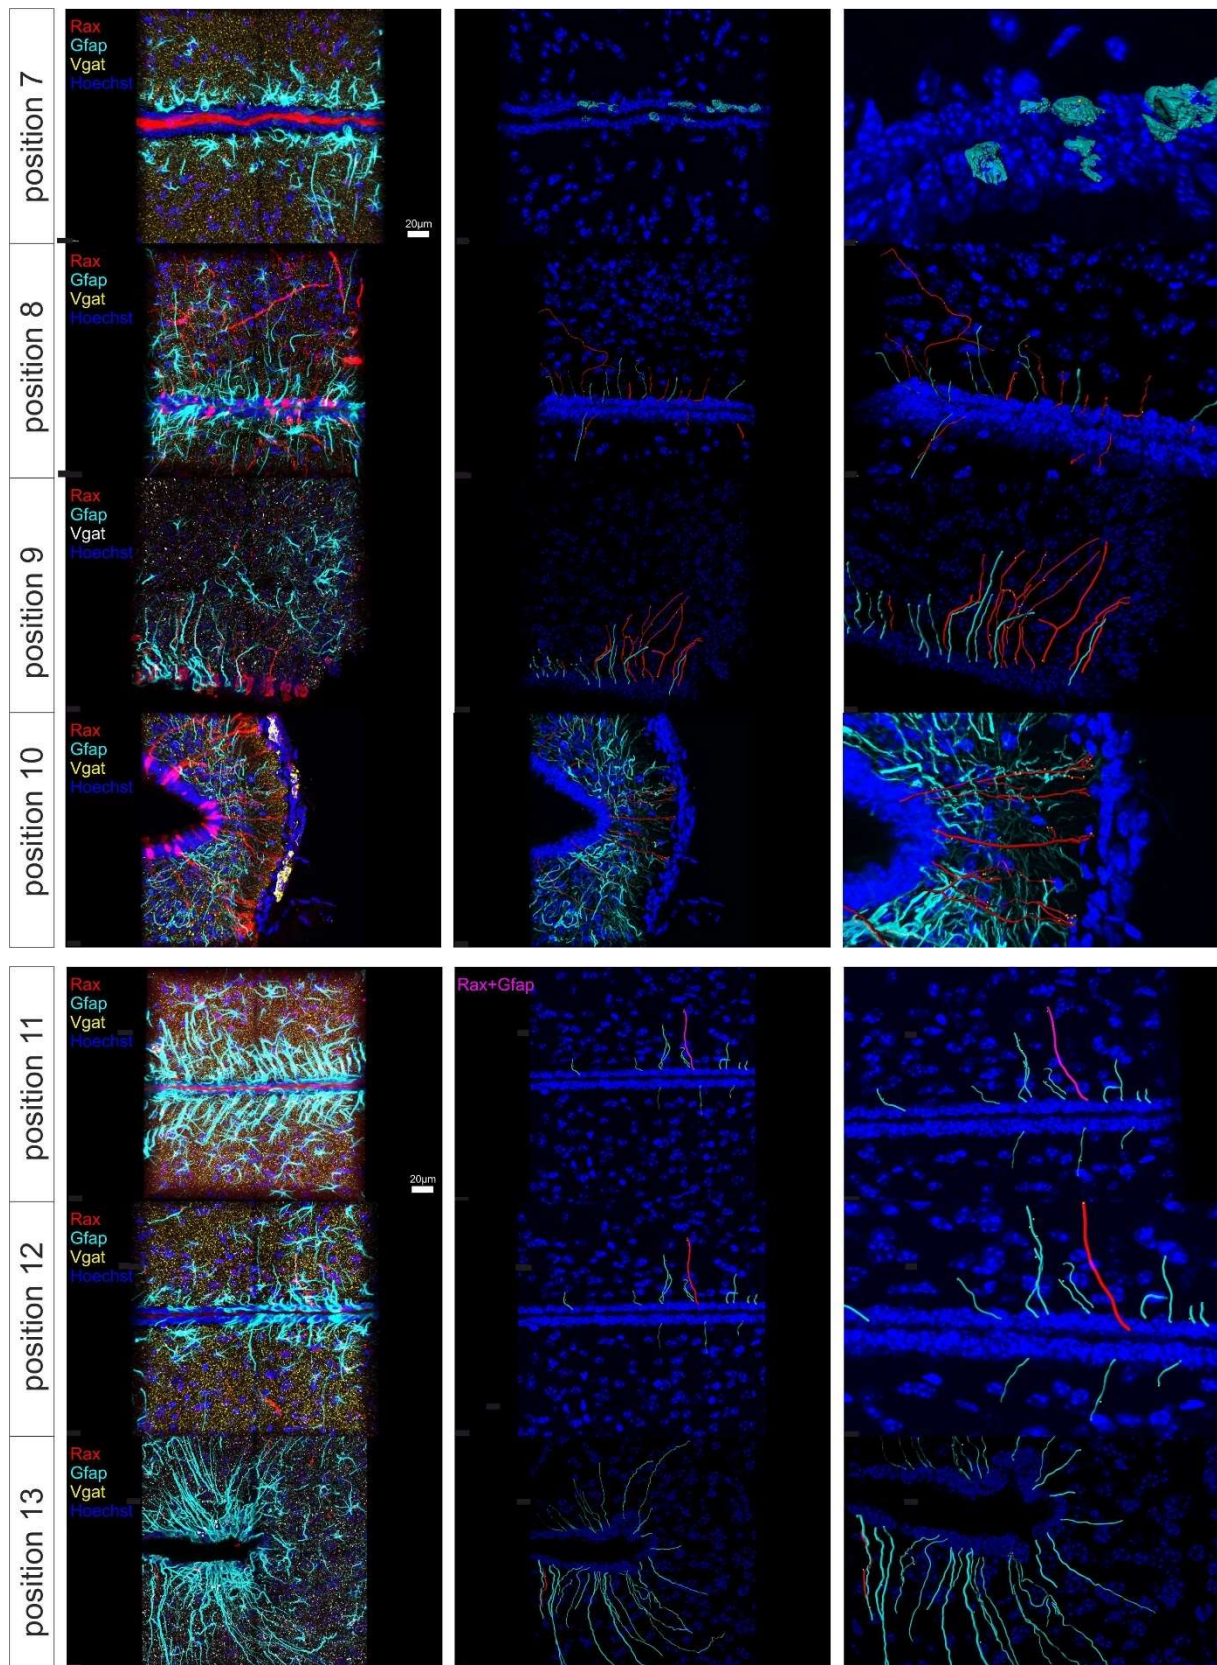 position 7
Rax
Gfap
Vgat
Hoechst
20μm
position 8
Rax
Gfap
Vgat
Hoechst
position 9
Rax
Gfap
Vgat
Hoechst
position 10
Rax
Gfap
Vgat
Hoechst
position 11
Rax
Gfap
Vgat
Hoechst
20μm
Rax+Gfap
position 12
Rax
Gfap
Vgat
Hoechst
position 13
Rax
Gfap
Vgat
Hoechst